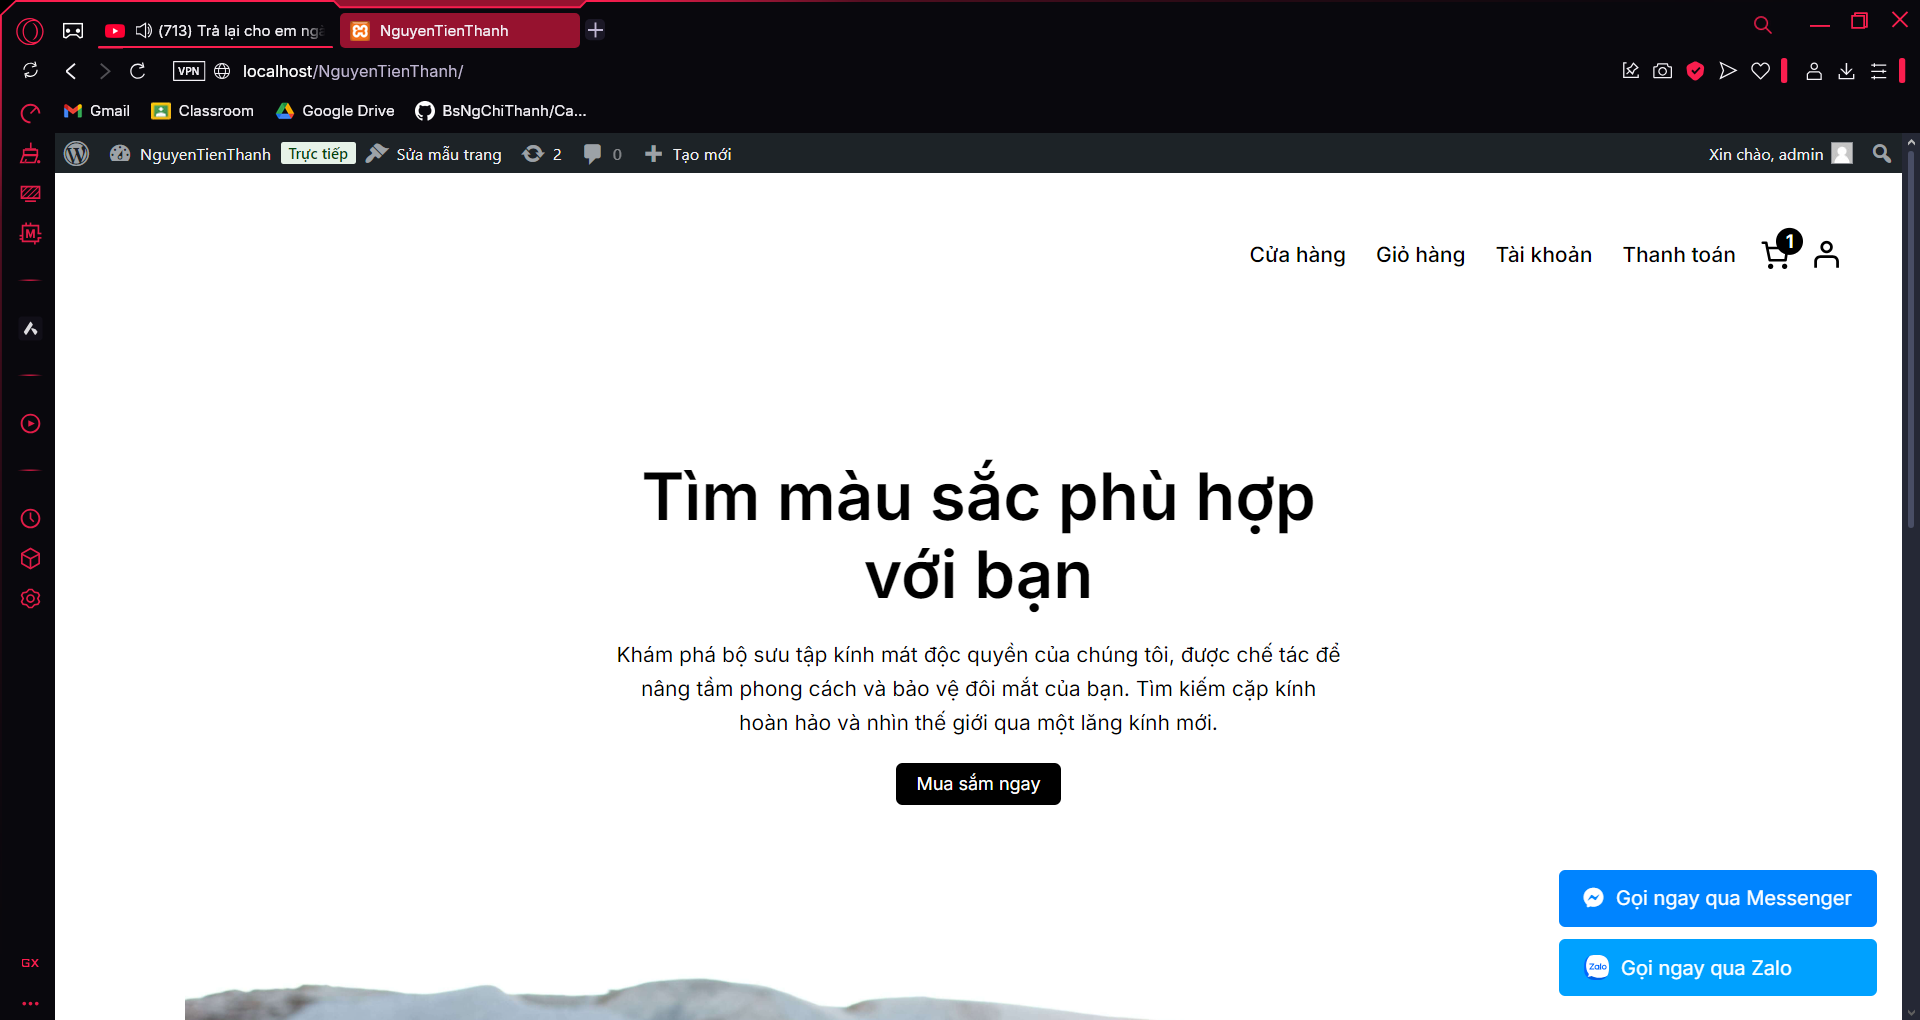 (713) Trả lại cho em ngà
NguyenTienThanh
VPN
localhost/NguyenTienThanh/
Gmail
Classroom
Google Drive
BsNgChiThanh/Ca...
NguyenTienThanh
Trực tiếp
Sửa mẫu trang
2
0
Tạo mới
Xin chào, admin
Cửa hàng
Giỏ hàng
Tài khoản
Thanh toán
1
M
Tìm màu sắc phù hợp
với bạn
Khám phá bộ sưu tập kính mát độc quyền của chúng tôi, được chế tác để
nâng tầm phong cách và bảo vệ đôi mắt của bạn. Tìm kiếm cặp kính
hoàn hảo và nhìn thế giới qua một lăng kính mới.
Mua sắm ngay
Gọi ngay qua Messenger
Zalo
Gọi ngay qua Zalo
GX